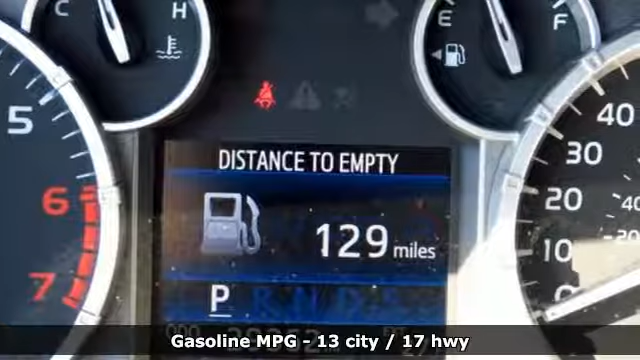 C H
E F
5
6
7
40
30
20
10
DISTANCE TO EMPTY
129 miles
P R N D
Gasoline MPG - 13 city / 17 hwy